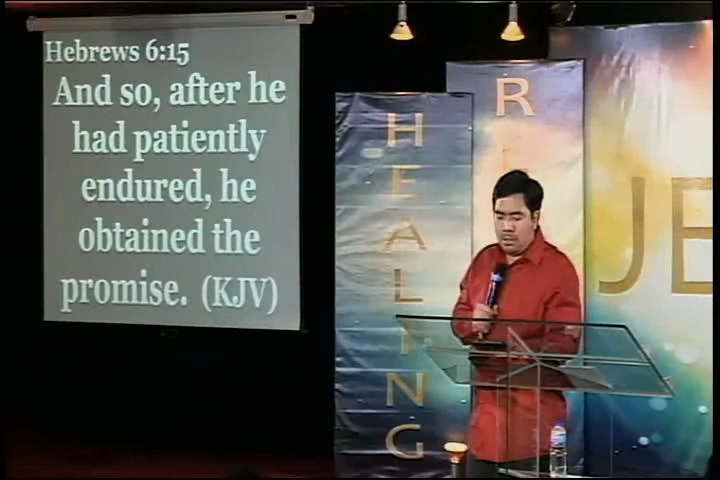 Hebrews 6:15
And so, after he
had patiently
endured, he
obtained the
promise. (KJV)
HEALING
R
JE